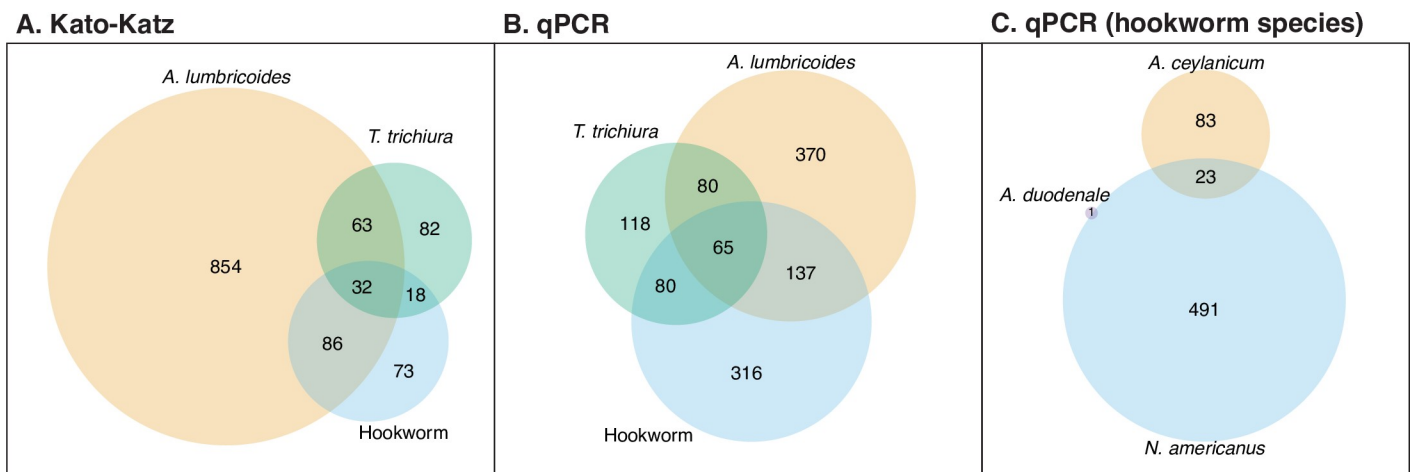 A. Kato-Katz
A. lumbricoides
T. trichiura
63
82
854
32
18
86
73
Hookworm
B. qPCR
A. lumbricoides
T. trichiura
370
80
118
65
80
137
316
Hookworm
C. qPCR (hookworm species)
A. ceylanicum
83
23
A. duodenale
1
491
N. americanus